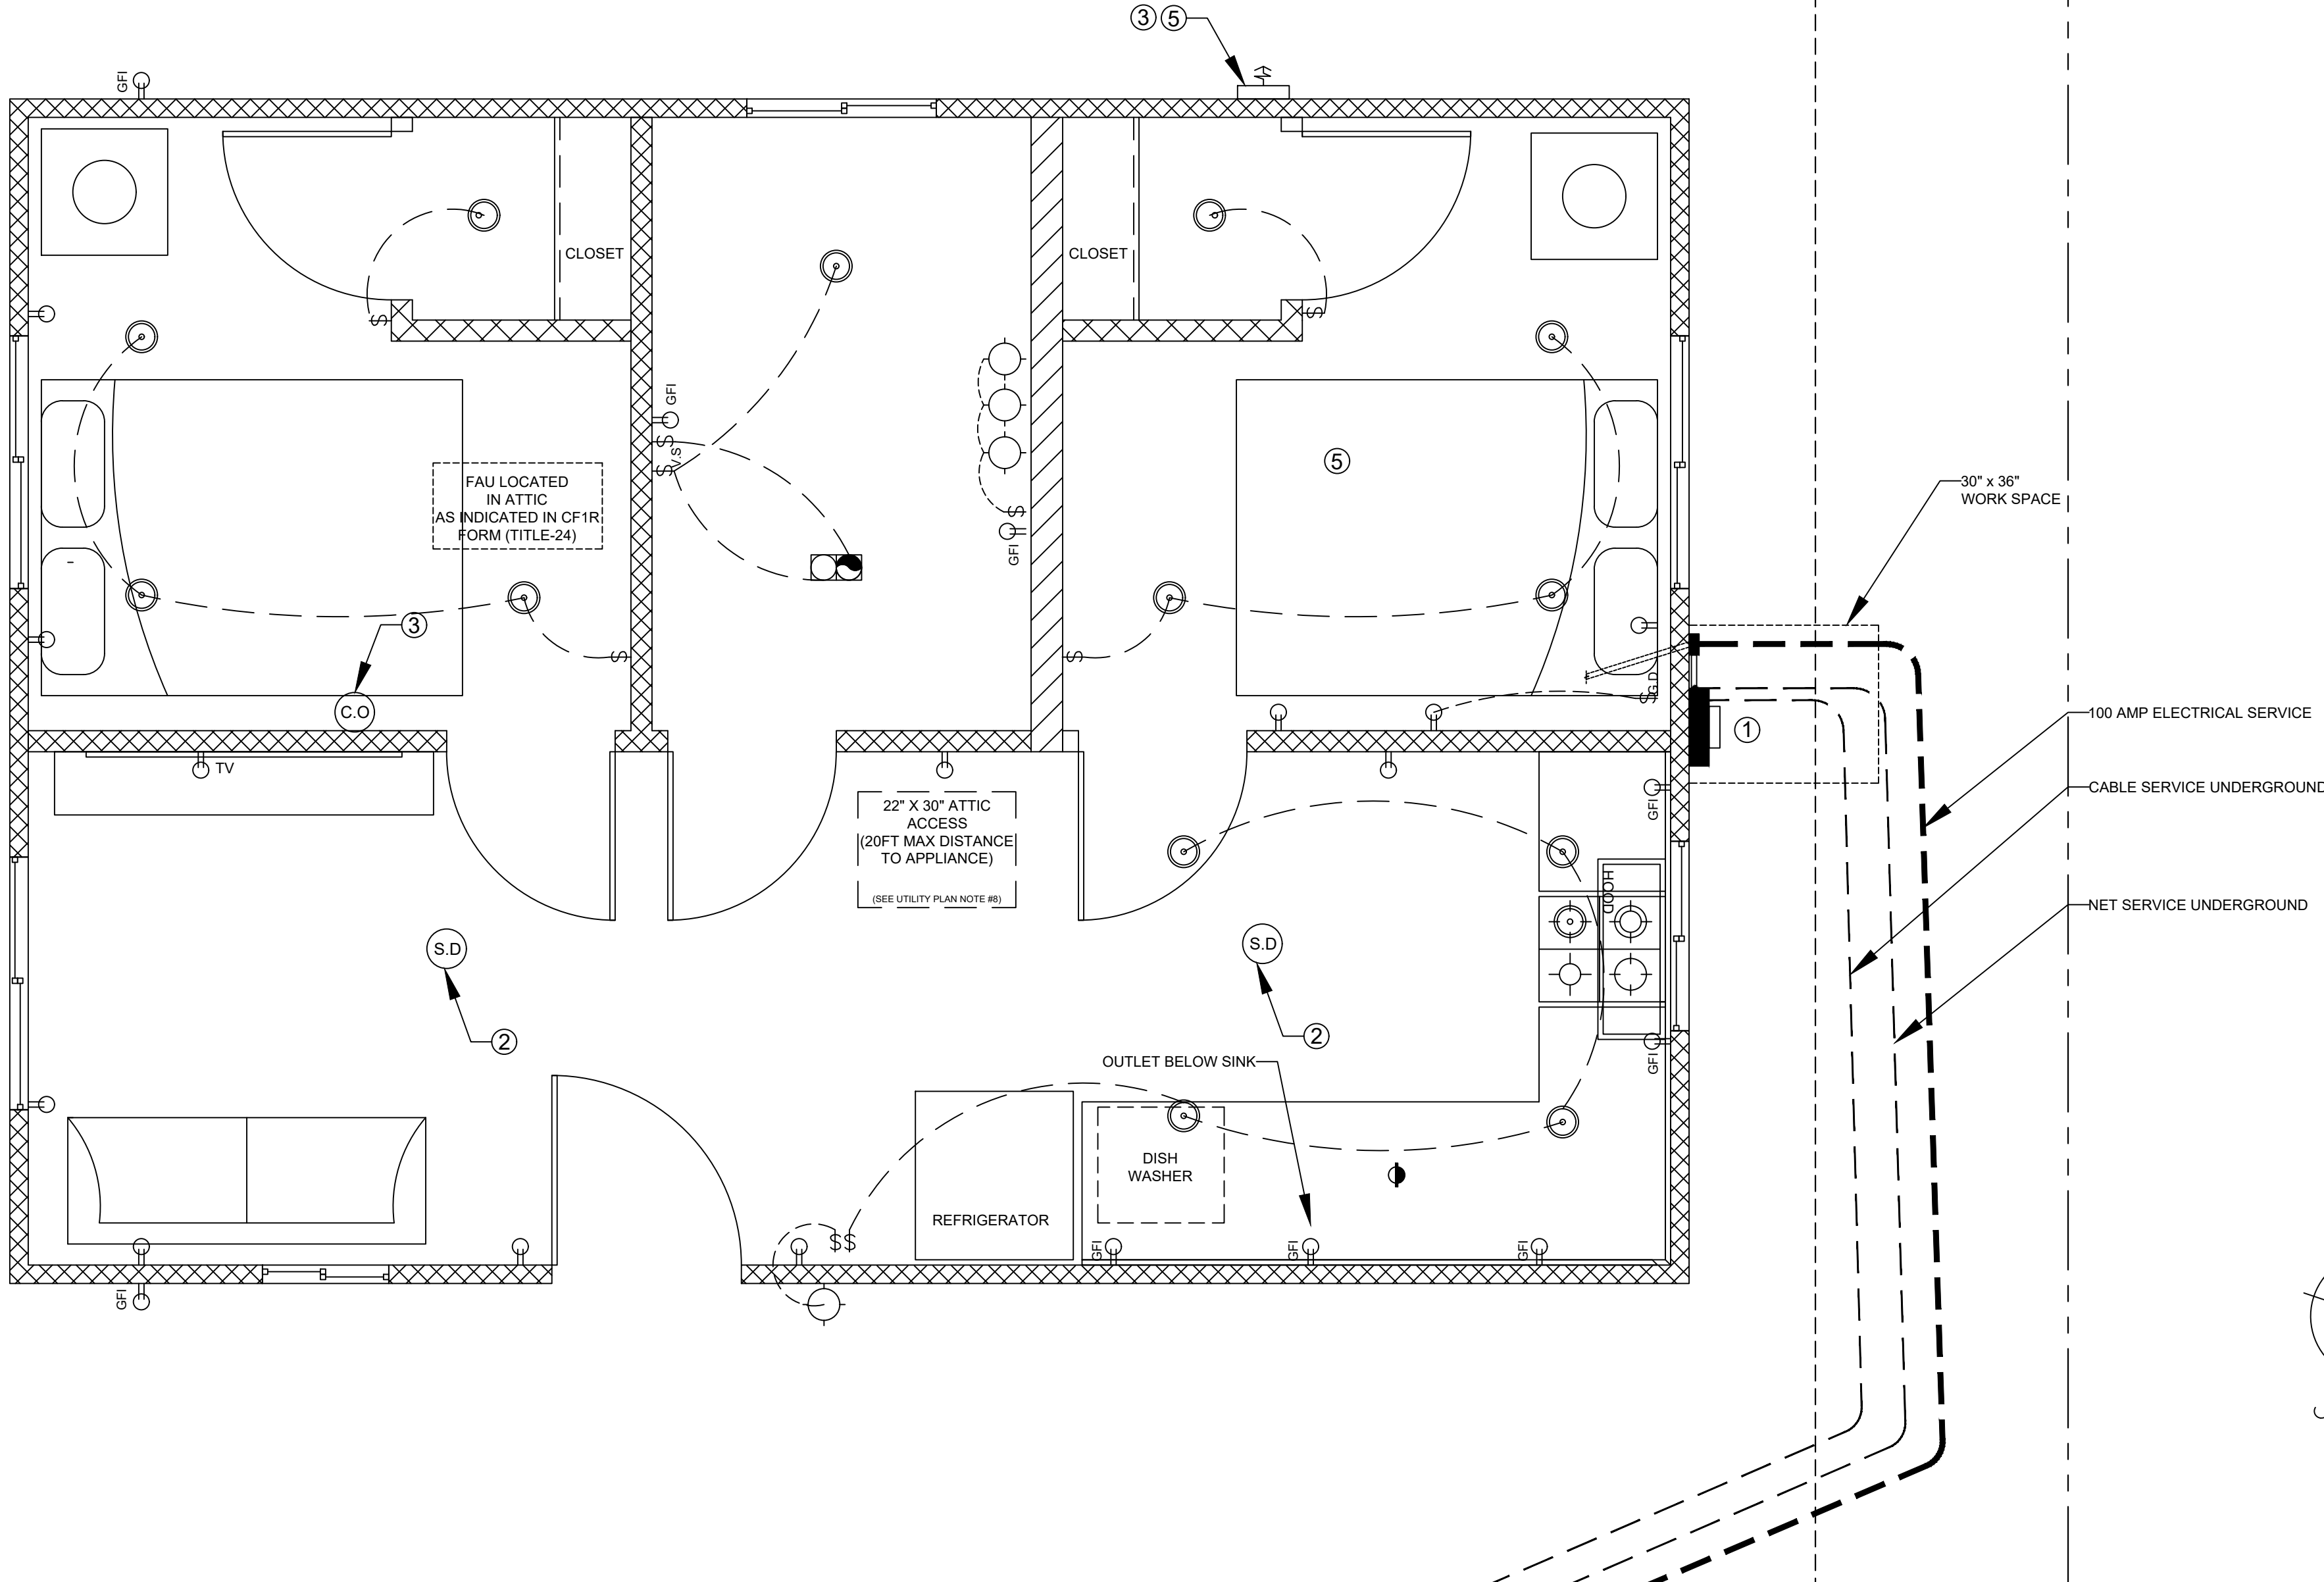 ③ ⑤
GFI
CLOSET
CLOSET
GFI
$
$
$
$ V.S
FAU LOCATED
IN ATTIC
AS INDICATED IN CF1R
FORM (TITLE-24)
⑤
30" x 36"
WORK SPACE
$
GFI
③
$
$
$ G.D
C.O
100 AMP ELECTRICAL SERVICE
①
TV
CABLE SERVICE UNDERGROUND
GFI
22" X 30" ATTIC
ACCESS
(20FT MAX DISTANCE
TO APPLIANCE)
(SEE UTILITY PLAN NOTE #8)
HOOD
NET SERVICE UNDERGROUND
S.D
S.D
②
②
OUTLET BELOW SINK
GFI
DISH
WASHER
REFRIGERATOR
$$
GFI
GFI
GFI
GFI